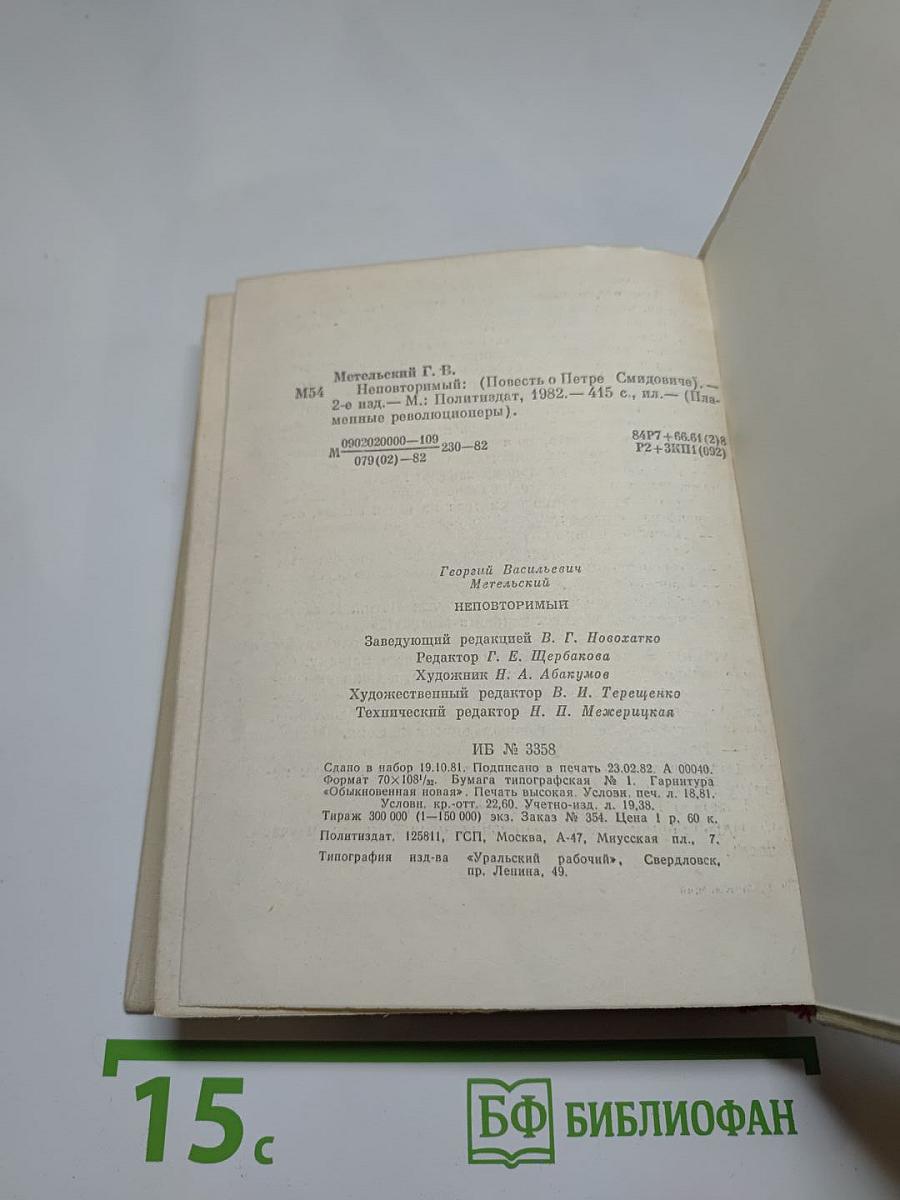 Метельский Г. В.
М54 Неповторимый: (Повесть о Петре Смидовиче).—
2-е изд.— М.: Политиздат, 1982.— 415 с., ил.— (Пла-
менные революционеры).
М 0902020000—109 / 079(02)—82 230—82
84Р7+66.61(2)8
Р2+3КП1(092)
Георгий Васильевич
Метельский
НЕПОВТОРИМЫЙ
Заведующий редакцией В. Г. Новохатко
Редактор Г. Е. Щербакова
Художник Н. А. Абакумов
Художественный редактор В. И. Терещенко
Технический редактор Н. П. Межерицкая
ИБ № 3358
Сдано в набор 19.10.81. Подписано в печать 23.02.82. А 00040.
Формат 70×108¹/₃₂. Бумага типографская № 1. Гарнитура
«Обыкновенная новая». Печать высокая. Условн. печ. л. 18,81.
Условн. кр.-отт. 22,60. Учетно-изд. л. 19,38.
Тираж 300 000 (1—150 000) экз. Заказ № 354. Цена 1 р. 60 к.
Политиздат. 125811, ГСП, Москва, А-47, Миусская пл., 7.
Типография изд-ва «Уральский рабочий», Свердловск,
пр. Ленина, 49.
15 с
БФ БИБЛИОФАН